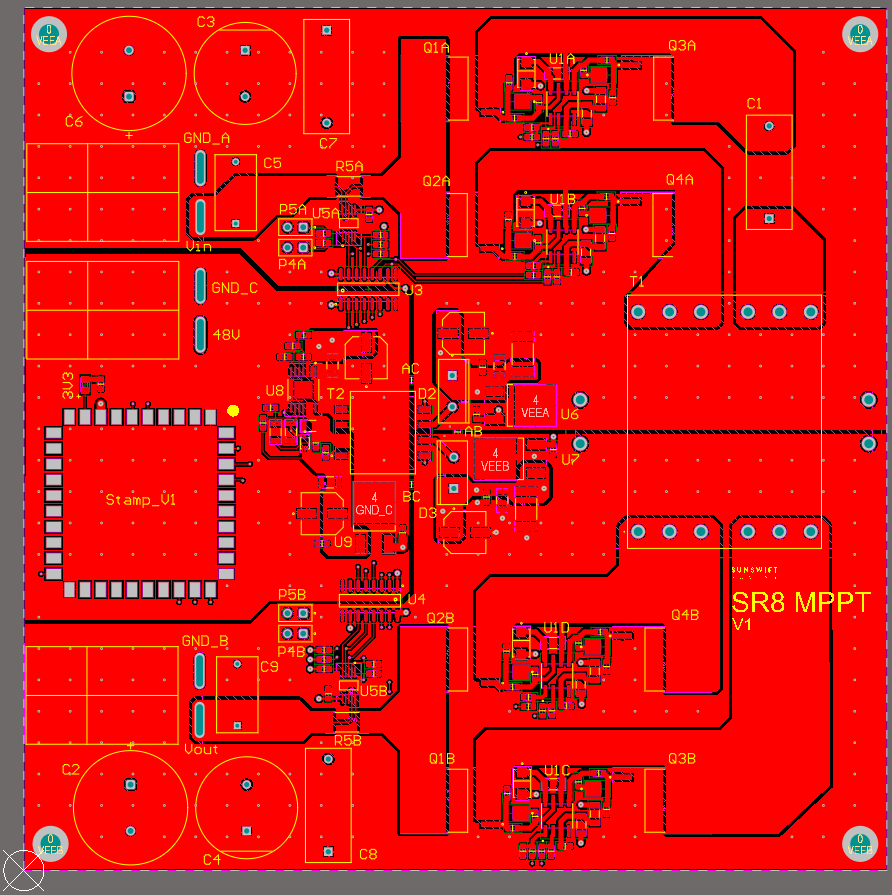 0
VEEA
C3
Q1A
U1A
Q3A
0
VEEA
C6
C7
C1
GND_A
C5
R5A
Q2A
Q4A
P5A
U5A
U1B
Vin
P4A
GND_C
U3
T1
48V
AC
3V3
U8
T2
D2
4
VEEA
U6
AB
4
VEEB
U7
Stamp_V1
4
GND_C
BC
D3
U9
SUNSWIFT
SR8 MPPT
V1
P5B
U4
Q2B
Q4B
U1D
GND_B
P4B
C9
U5B
Vout
R5B
Q1B
Q3B
U1C
C2
C4
C8
0
VEEB
0
VEEB